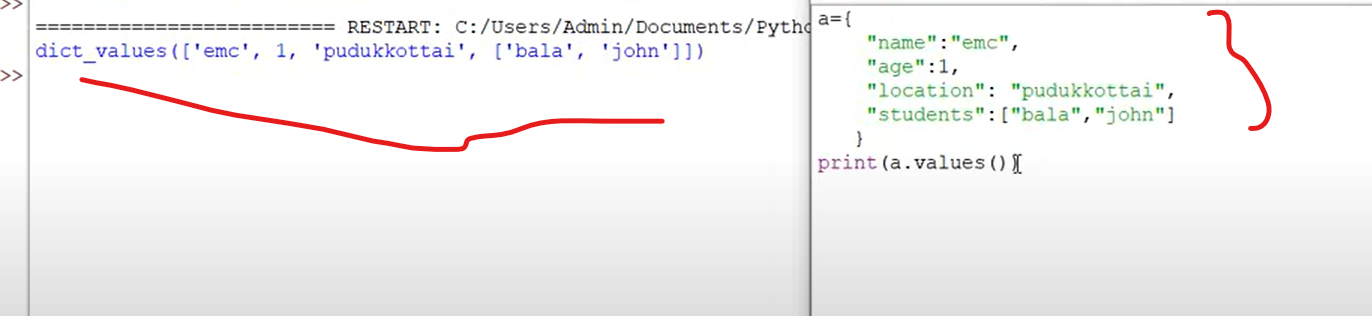 >>
========================= RESTART: C:/Users/Admin/Documents/Pytho
dict_values(['emc', 1, 'pudukkottai', ['bala', 'john']])
>>
a={
"name":"emc",
"age":1,
"location": "pudukkottai",
"students":["bala","john"]
}
print(a.values())